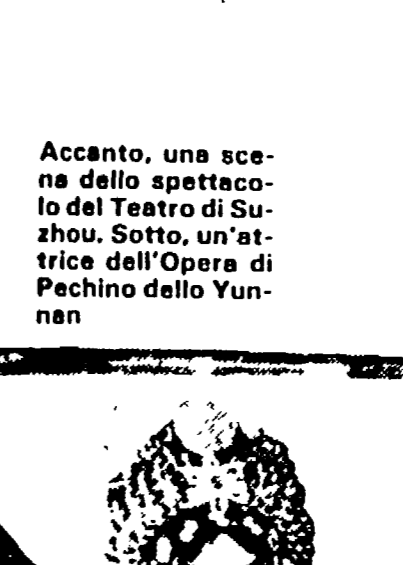 Accanto, una sce-
na dello spettaco-
lo del Teatro di Su-
zhou. Sotto, un'at-
trice dell'Opera di
Pechino dello Yun-
nan